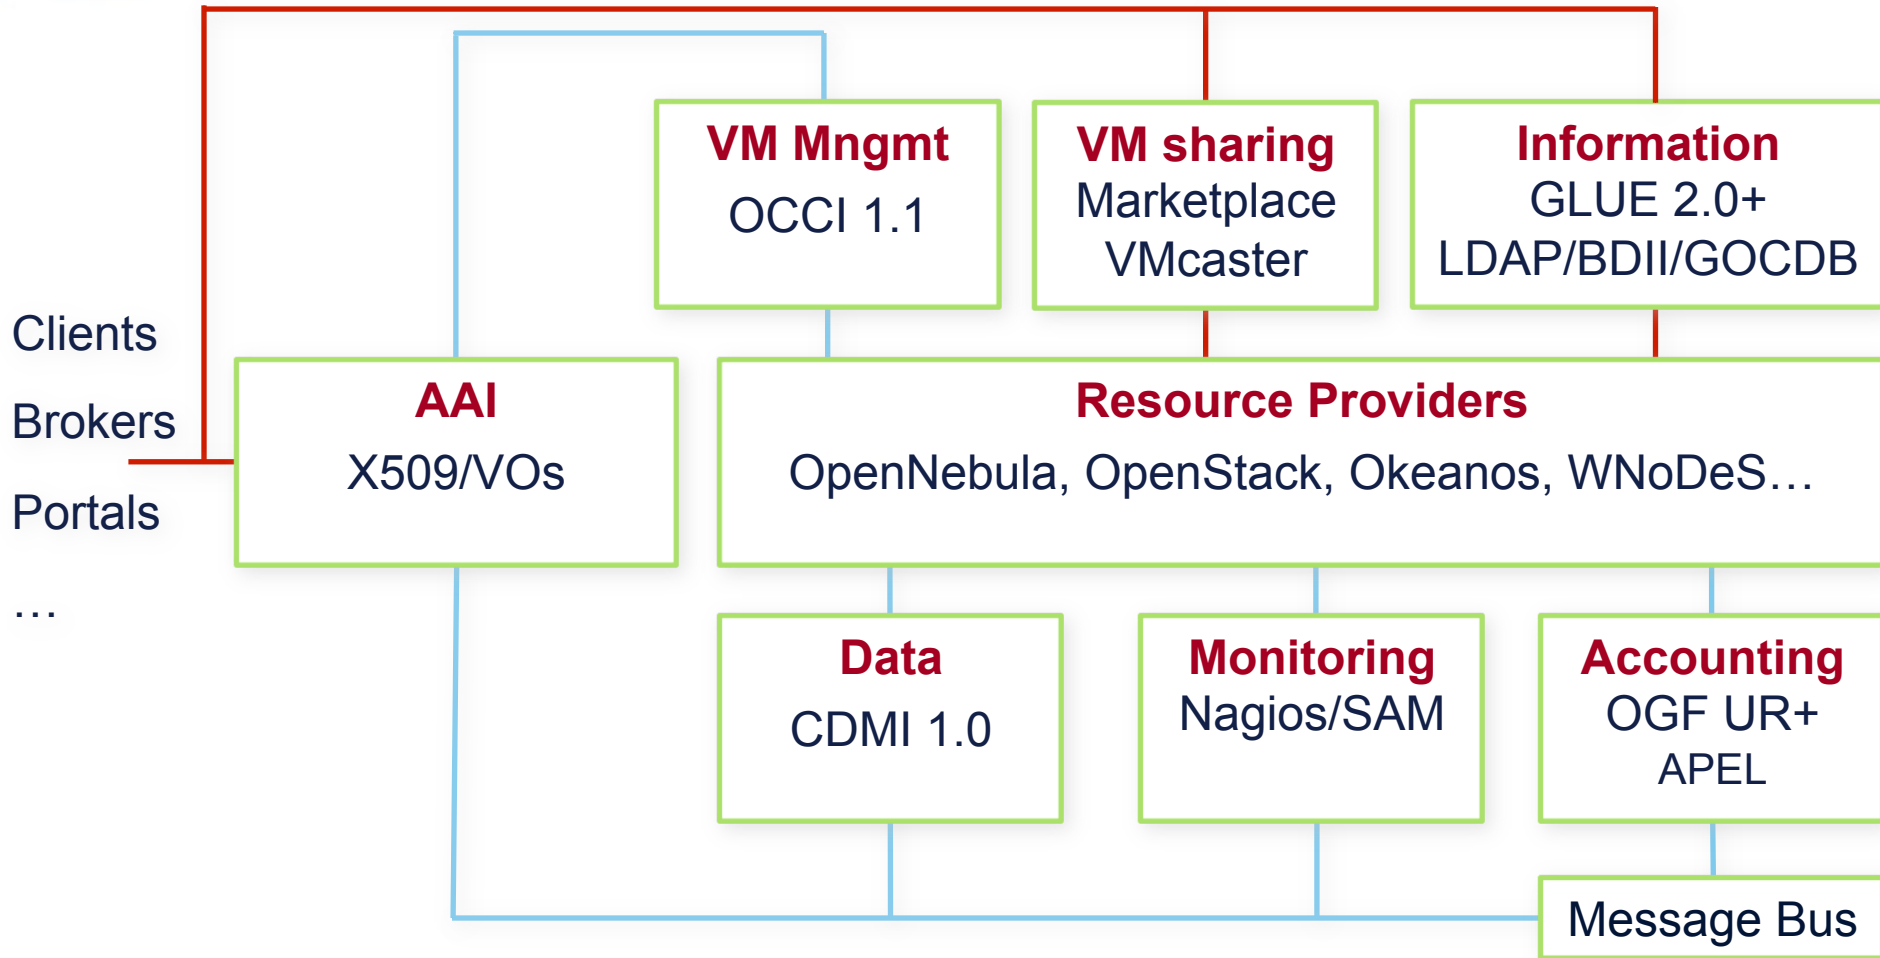 VM Mngmt
OCCI 1.1
VM sharing
Marketplace
VMcaster
Information
GLUE 2.0+
LDAP/BDII/GOCDB
Clients
Brokers
Portals
…
AAI
X509/VOs
Resource Providers
OpenNebula, OpenStack, Okeanos, WNoDeS…
Data
CDMI 1.0
Monitoring
Nagios/SAM
Accounting
OGF UR+
APEL
Message Bus